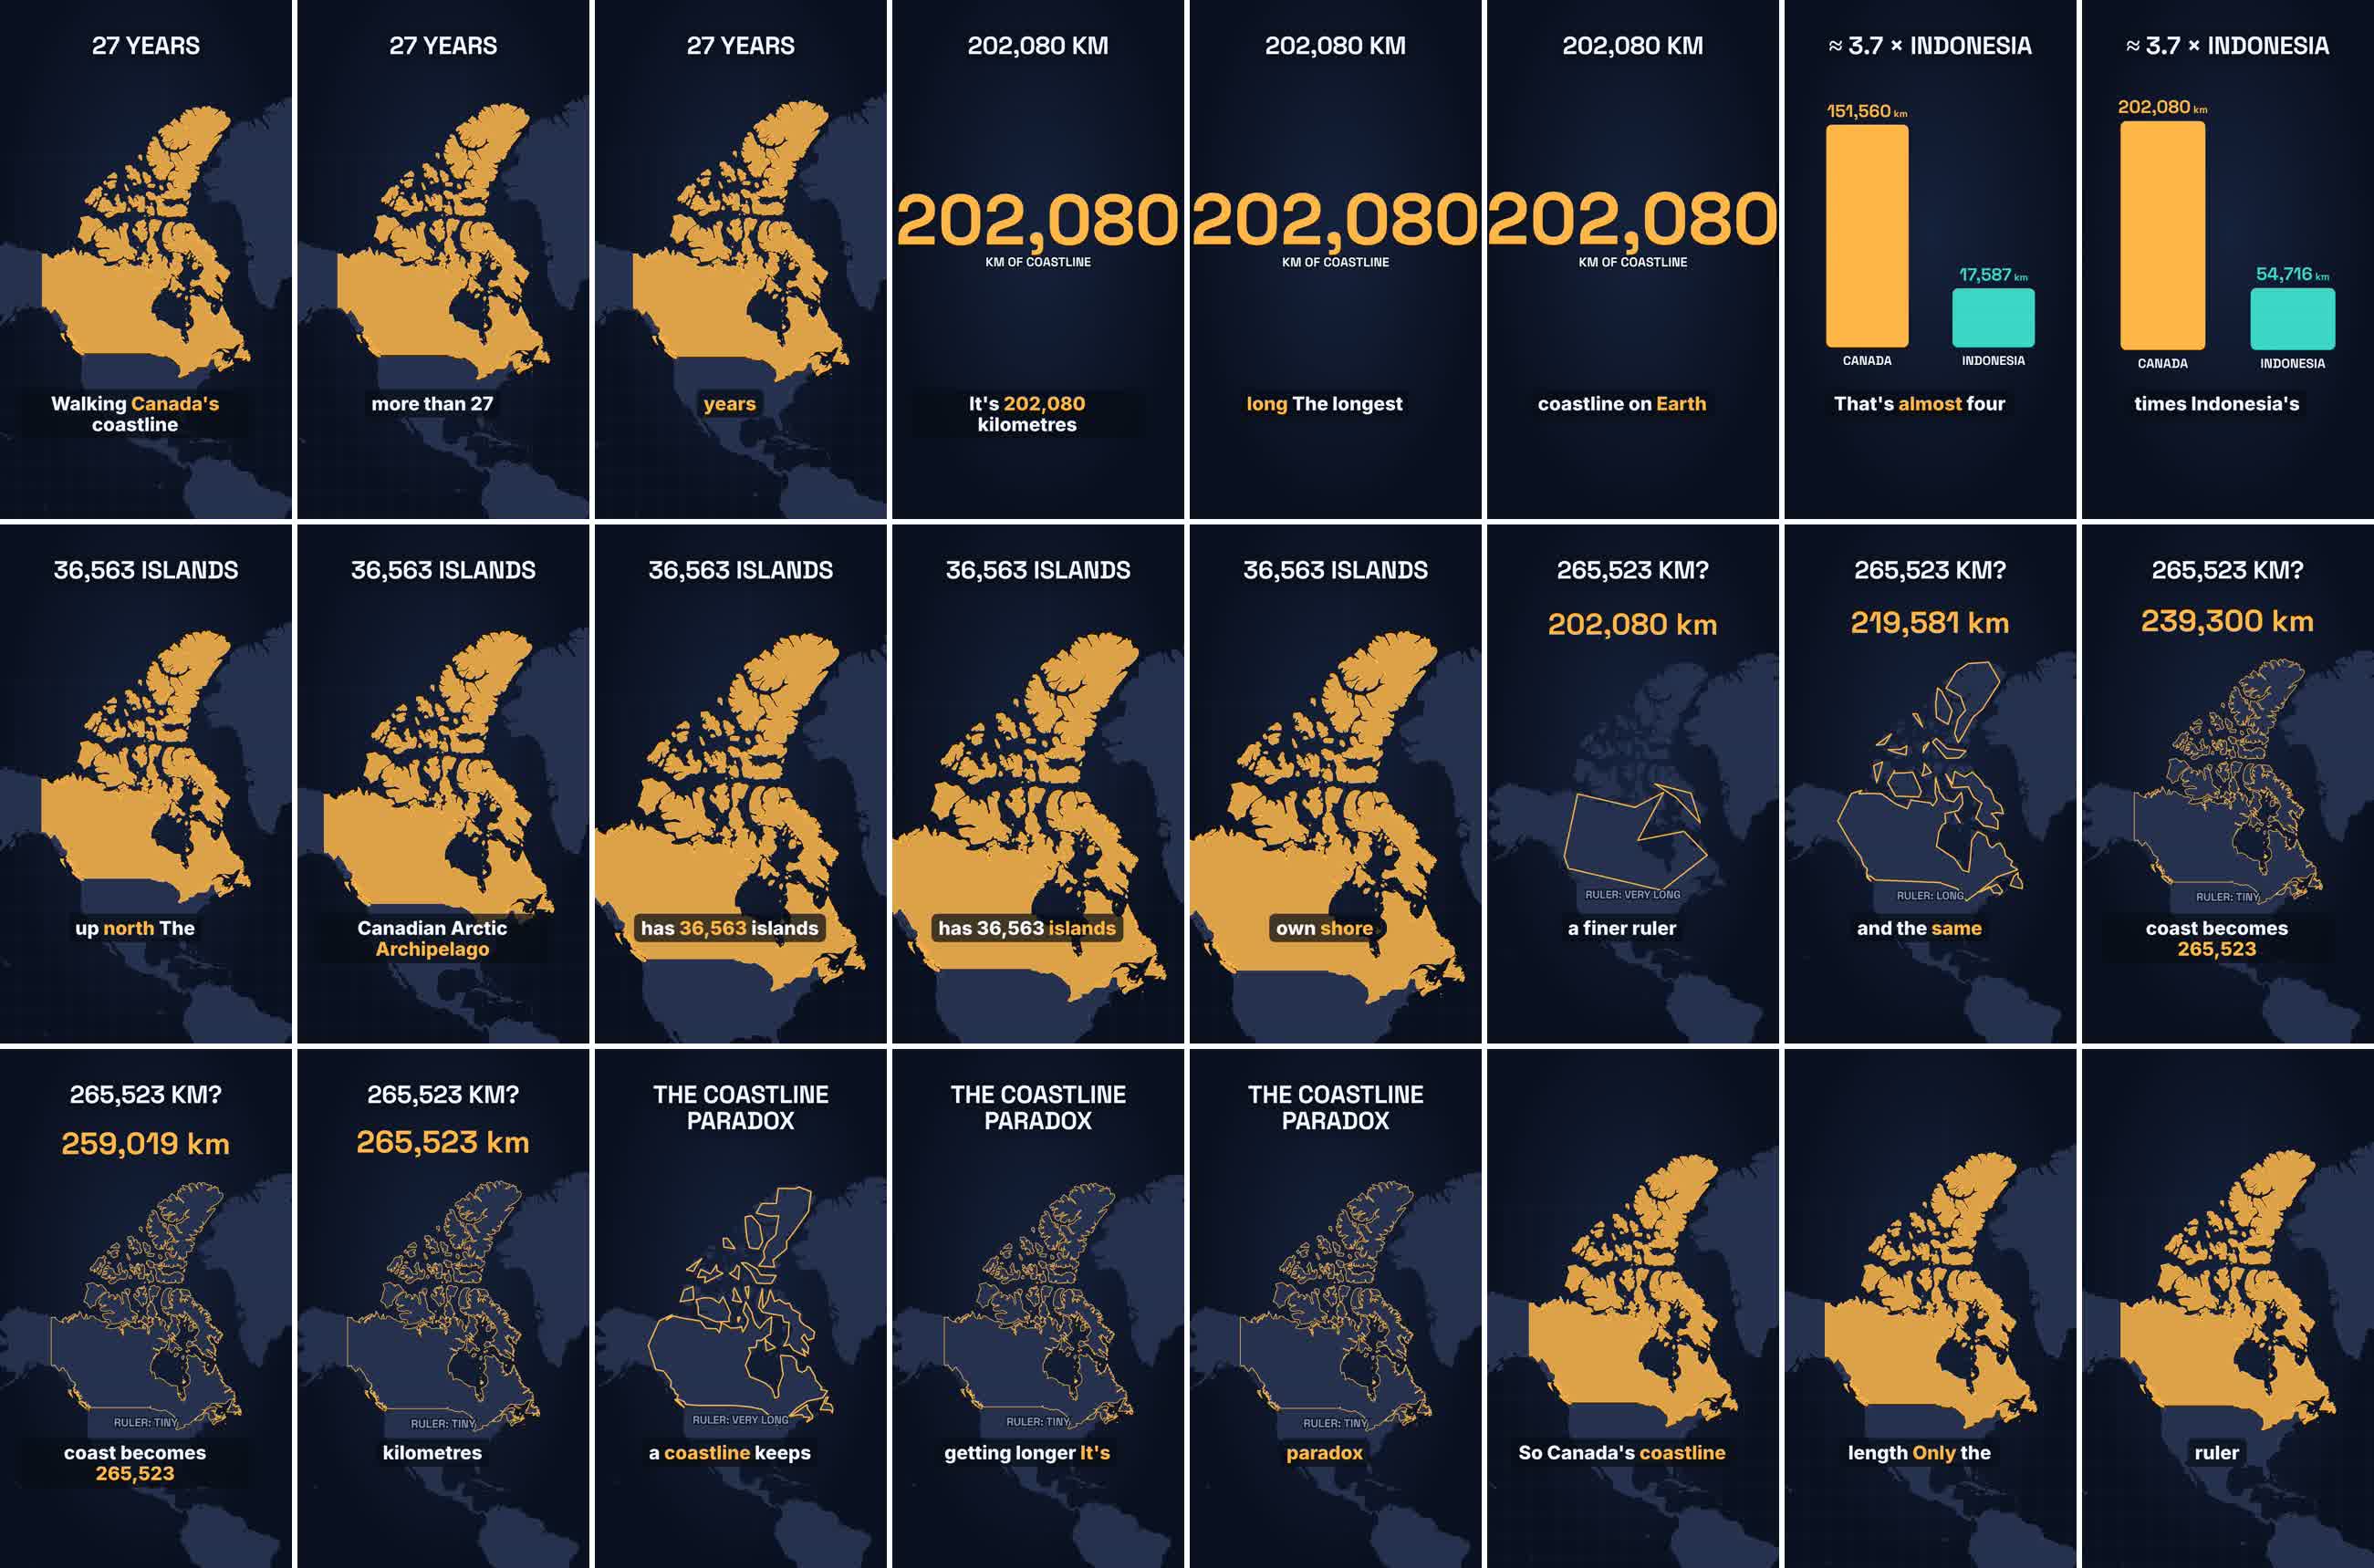 27 YEARS
Walking Canada's
coastline
27 YEARS
more than 27
27 YEARS
years
202,080 KM
202,080
KM OF COASTLINE
It's 202,080
kilometres
202,080 KM
202,080
KM OF COASTLINE
long The longest
202,080 KM
202,080
KM OF COASTLINE
coastline on Earth
≈ 3.7 × INDONESIA
151,560 km
17,587 km
CANADA
INDONESIA
That's almost four
≈ 3.7 × INDONESIA
202,080 km
54,716 km
CANADA
INDONESIA
times Indonesia's
36,563 ISLANDS
up north The
36,563 ISLANDS
Canadian Arctic
Archipelago
36,563 ISLANDS
has 36,563 islands
36,563 ISLANDS
has 36,563 islands
36,563 ISLANDS
own shore
265,523 KM?
202,080 km
RULER: VERY LONG
a finer ruler
265,523 KM?
219,581 km
RULER: LONG
and the same
265,523 KM?
239,300 km
RULER: TINY
coast becomes
265,523
265,523 KM?
259,019 km
RULER: TINY
coast becomes
265,523
265,523 KM?
265,523 km
RULER: TINY
kilometres
THE COASTLINE
PARADOX
RULER: VERY LONG
a coastline keeps
THE COASTLINE
PARADOX
RULER: TINY
getting longer It's
THE COASTLINE
PARADOX
RULER: TINY
paradox
So Canada's coastline
length Only the
ruler